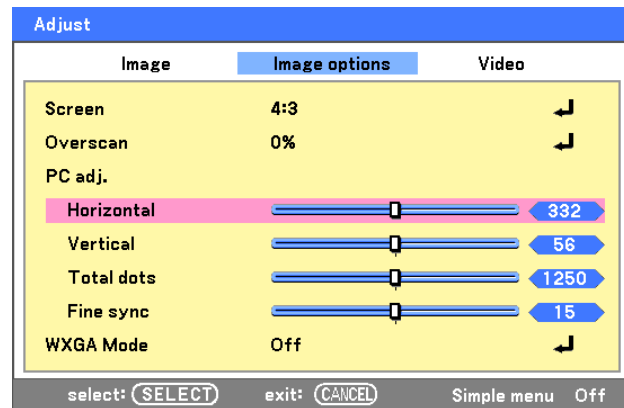 Adjust
Image Image options Video
Screen 4:3
Overscan 0%
PC adj.
Horizontal 332
Vertical 56
Total dots 1250
Fine sync 15
WXGA Mode Off
select: SELECT exit: CANCEL Simple menu Off